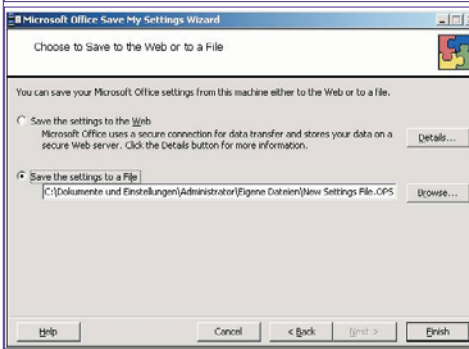 Microsoft Office Save My Settings Wizard
Choose to Save to the Web or to a File
You can save your Microsoft Office settings from this machine either to the Web or to a file.
Save the settings to the Web
Microsoft Office uses a secure connection for data transfer and stores your data on a
secure Web server. Click the Details button for more information.
Details...
Save the settings to a File
C:\Dokumente und Einstellungen\Administrator\Eigene Dateien\New Settings File.OPS
Browse...
Help
Cancel
< Back
Next >
Finish